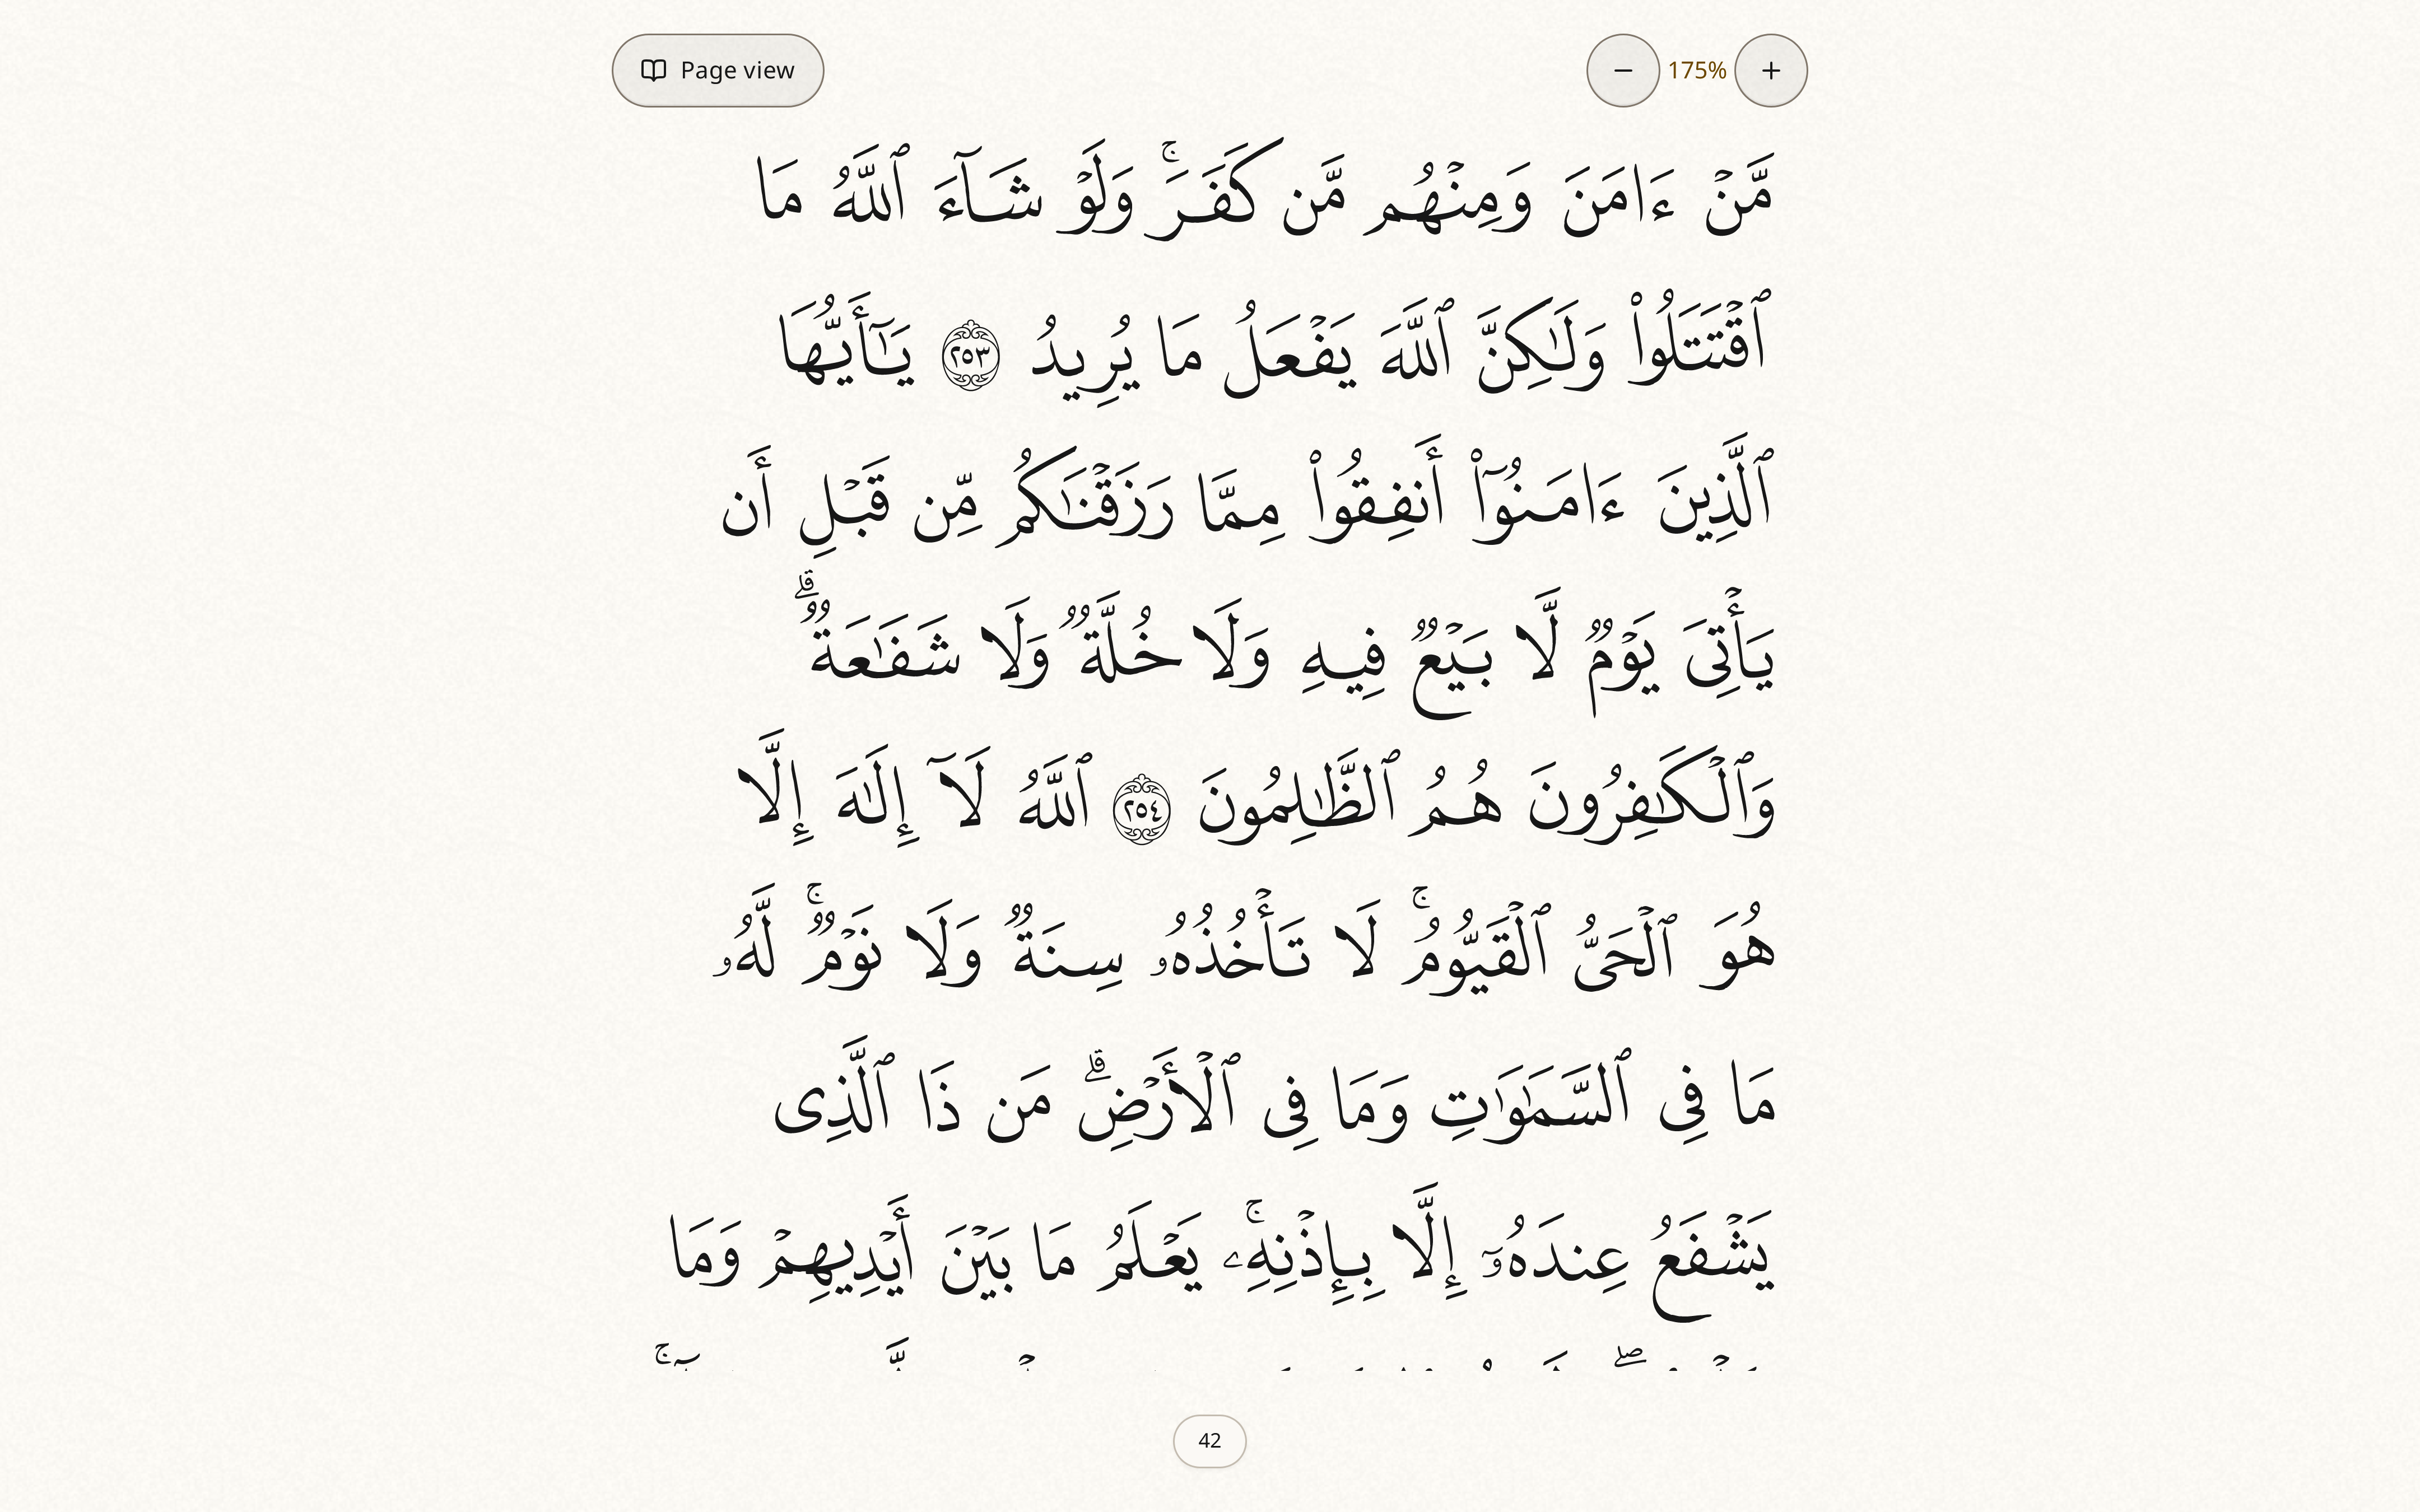 Page view
175%
مَّنۡ ءَامَنَ وَمِنۡهُم مَّن كَفَرَۚ وَلَوۡ شَآءَ ٱللَّهُ مَا
ٱقۡتَتَلُواْ وَلَٰكِنَّ ٱللَّهَ يَفۡعَلُ مَا يُرِيدُ ٢٥٣ يَٰٓأَيُّهَا
ٱلَّذِينَ ءَامَنُوٓاْ أَنفِقُواْ مِمَّا رَزَقۡنَٰكُم مِّن قَبۡلِ أَن
يَأۡتِىَ يَوۡمٞ لَّا بَيۡعٞ فِيهِ وَلَا خُلَّةٞ وَلَا شَفَٰعَةٞۗ
وَٱلۡكَٰفِرُونَ هُمُ ٱلظَّٰلِمُونَ ٢٥٤ ٱللَّهُ لَآ إِلَٰهَ إِلَّا
هُوَ ٱلۡحَىُّ ٱلۡقَيُّومُۚ لَا تَأۡخُذُهُۥ سِنَةٞ وَلَا نَوۡمٞۚ لَّهُۥ
مَا فِى ٱلسَّمَٰوَٰتِ وَمَا فِى ٱلۡأَرۡضِۗ مَن ذَا ٱلَّذِى
يَشۡفَعُ عِندَهُۥٓ إِلَّا بِإِذۡنِهِۦۚ يَعۡلَمُ مَا بَيۡنَ أَيۡدِيهِمۡ وَمَا
42